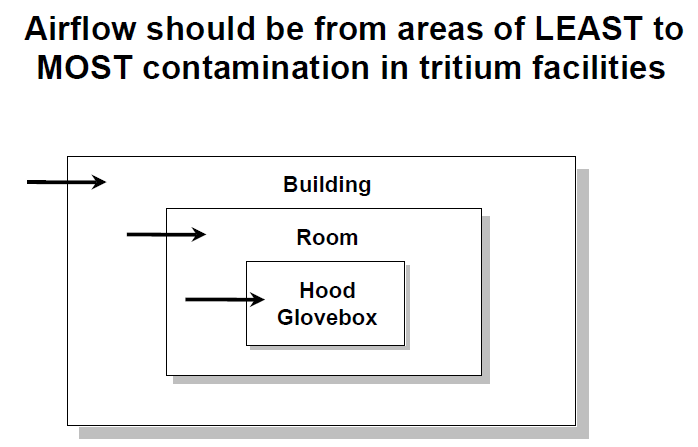 Airflow should be from areas of LEAST to
MOST contamination in tritium facilities
Building
Room
Hood
Glovebox